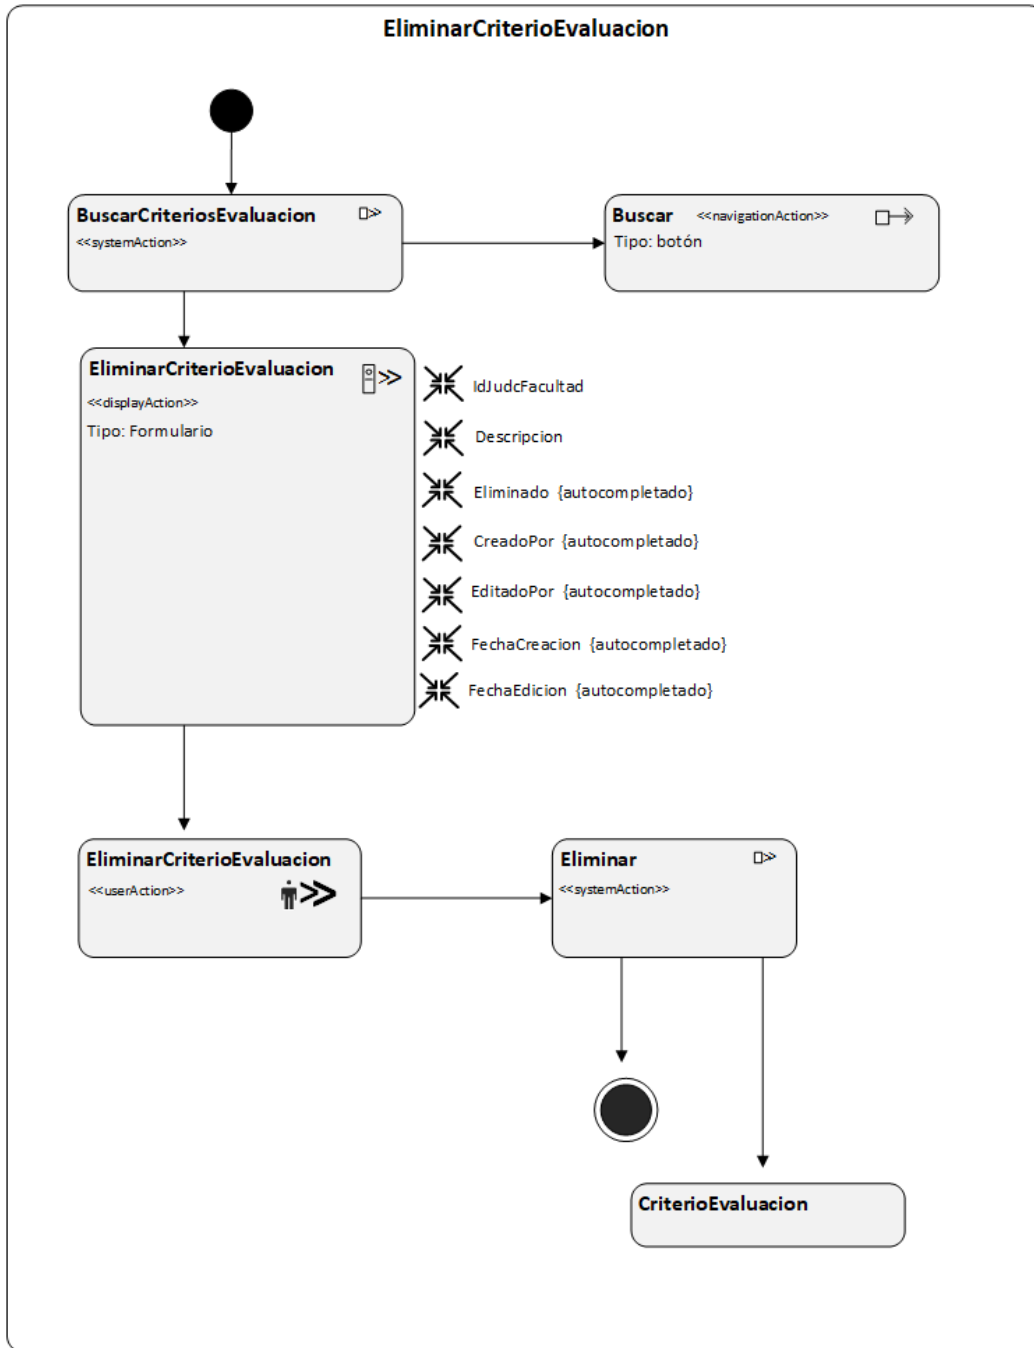 EliminarCriterioEvaluacion
BuscarCriteriosEvaluacion
<<systemAction>>
Buscar <<navigationAction>>
Tipo: botón
EliminarCriterioEvaluacion
<<displayAction>>
Tipo: Formulario
IdJudcFacultad
Descripcion
Eliminado {autocompletado}
CreadoPor {autocompletado}
EditadoPor {autocompletado}
FechaCreacion {autocompletado}
FechaEdicion {autocompletado}
EliminarCriterioEvaluacion
<<userAction>>
Eliminar
<<systemAction>>
CriterioEvaluacion